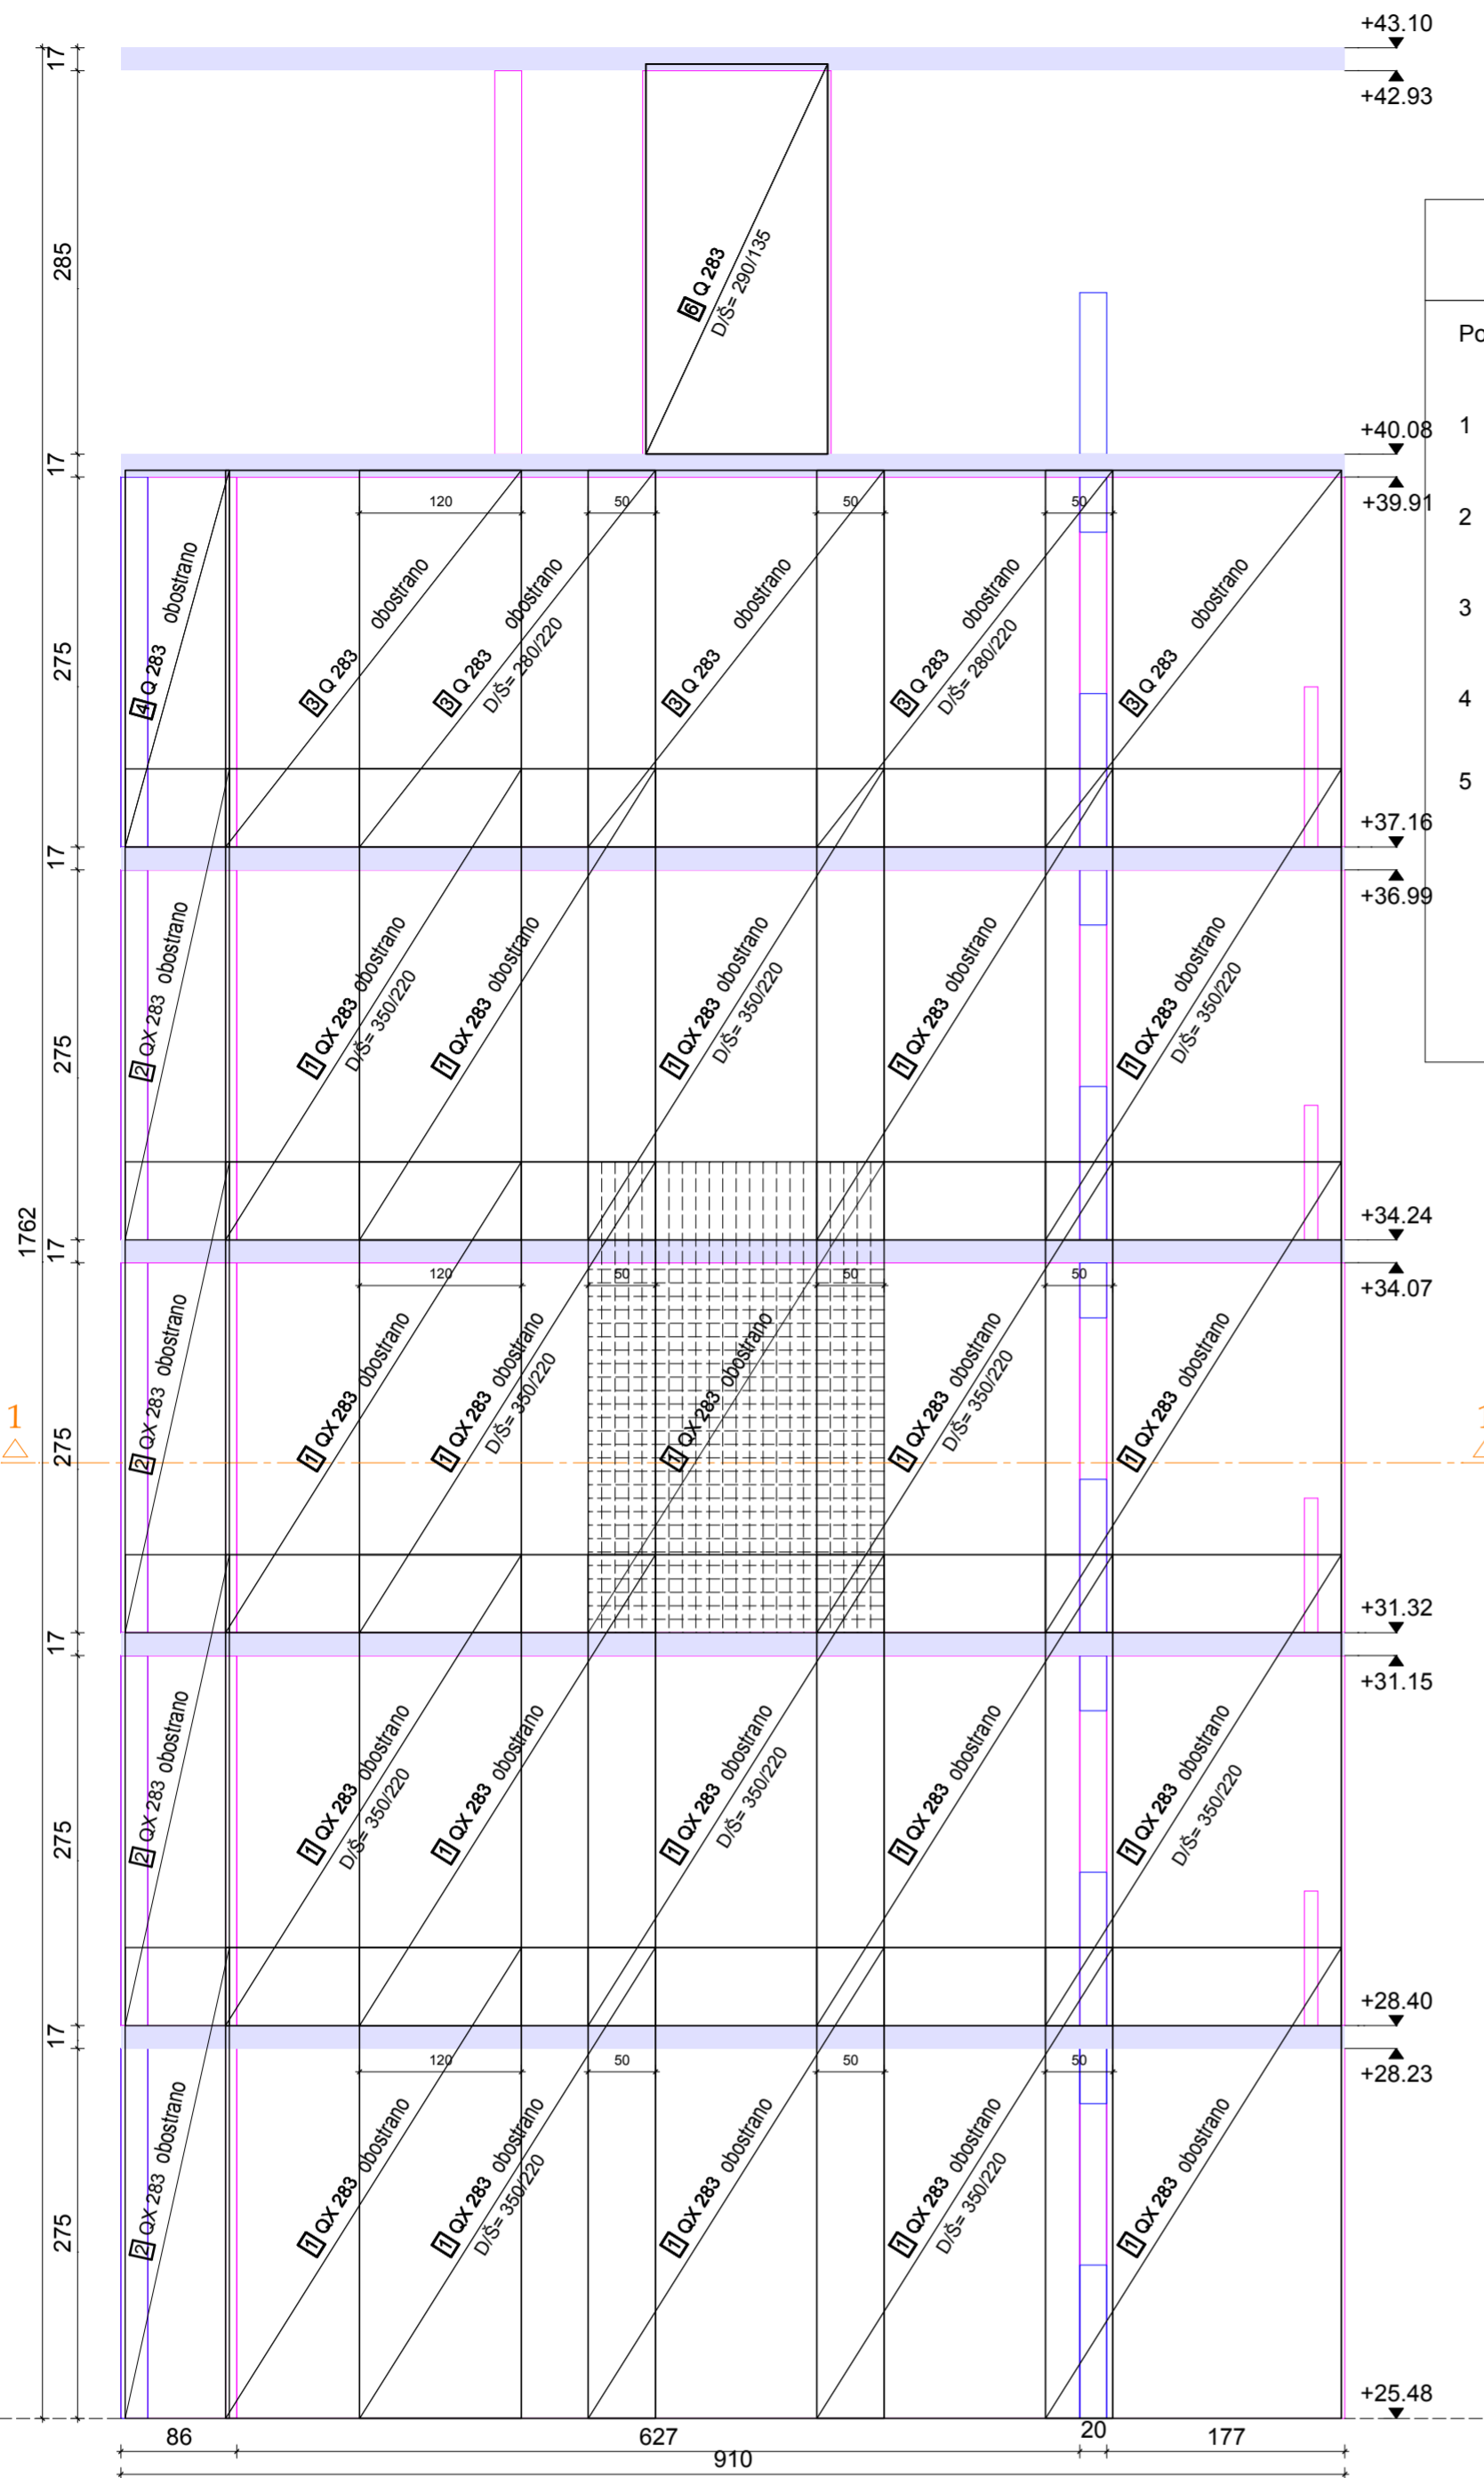 +43.10
17
+42.93
285
6 Q 283
D/Š= 290/135
Po
+40.08
1
17
+39.91
120
50
50
50
2
275
4 Q 283 obostrano
3 Q 283 obostrano
3 Q 283 obostrano
D/Š= 280/220
3 Q 283 obostrano
3 Q 283 obostrano
D/Š= 280/220
3 Q 283 obostrano
3
4
5
+37.16
17
+36.99
275
2 QX 283 obostrano
1 QX 283 obostrano
D/Š= 350/220
1 QX 283 obostrano
1 QX 283 obostrano
D/Š= 350/220
1 QX 283 obostrano
1 QX 283 obostrano
D/Š= 350/220
1762
+34.24
17
+34.07
120
50
50
50
275
2 QX 283 obostrano
1 QX 283 obostrano
1 QX 283 obostrano
D/Š= 350/220
1 QX 283 obostrano
1 QX 283 obostrano
D/Š= 350/220
1 QX 283 obostrano
1
+31.32
17
+31.15
275
2 QX 283 obostrano
1 QX 283 obostrano
D/Š= 350/220
1 QX 283 obostrano
1 QX 283 obostrano
D/Š= 350/220
1 QX 283 obostrano
1 QX 283 obostrano
D/Š= 350/220
+28.40
17
+28.23
120
50
50
50
275
2 QX 283 obostrano
1 QX 283 obostrano
1 QX 283 obostrano
D/Š= 350/220
1 QX 283 obostrano
1 QX 283 obostrano
D/Š= 350/220
1 QX 283 obostrano
+25.48
86
627
20
177
910